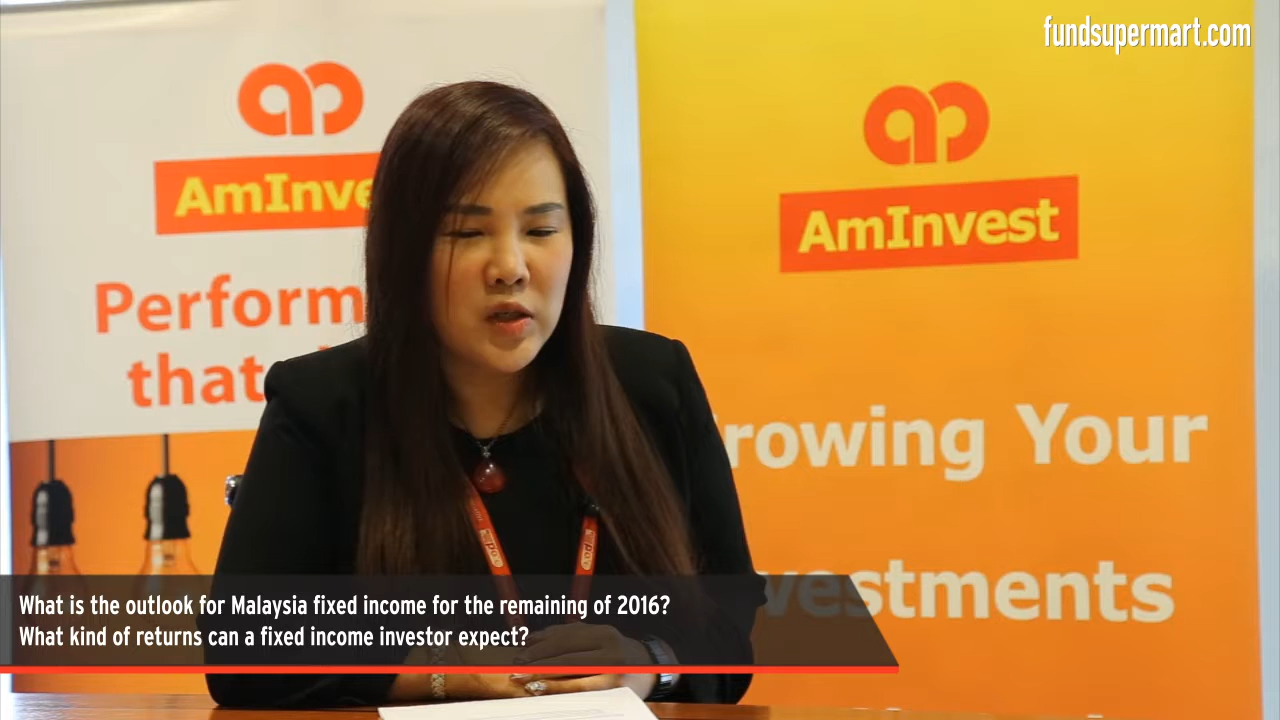 fundsupermart.com
AmInve
AmInvest
Perform
that
rowing Your
vestments
What is the outlook for Malaysia fixed income for the remaining of 2016?
What kind of returns can a fixed income investor expect?